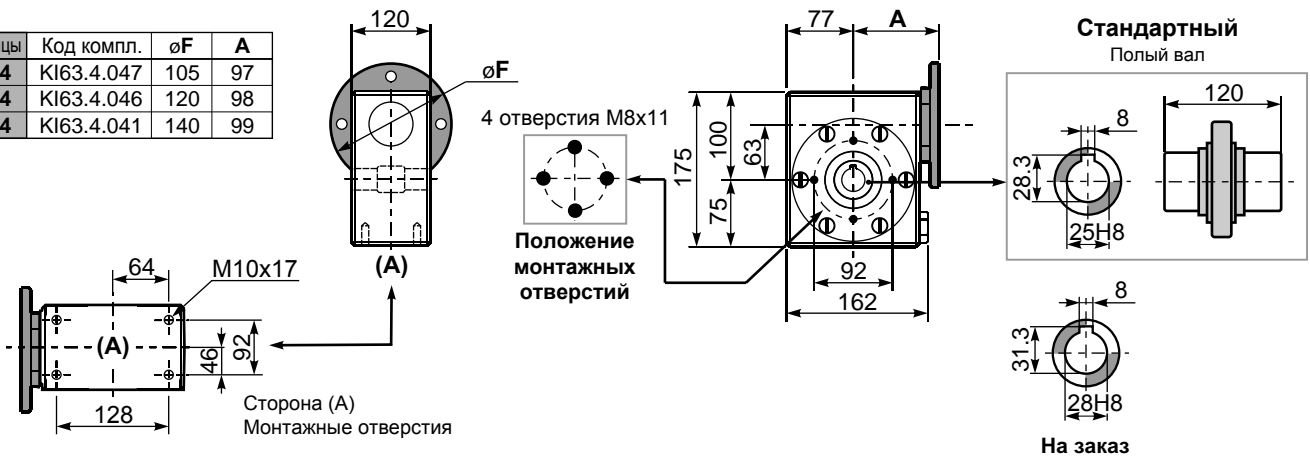 Код компл. øF A
4 KI63.4.047 105 97
4 KI63.4.046 120 98
4 KI63.4.041 140 99
120
øF
(A)
64
M10x17
(A)
46
92
128
Сторона (A)
Монтажные отверстия
4 отверстия M8x11
Положение
монтажных
отверстий
77
A
175
100
63
75
92
162
Стандартный
Полый вал
8
28.3
25H8
120
8
31.3
28H8
На заказ